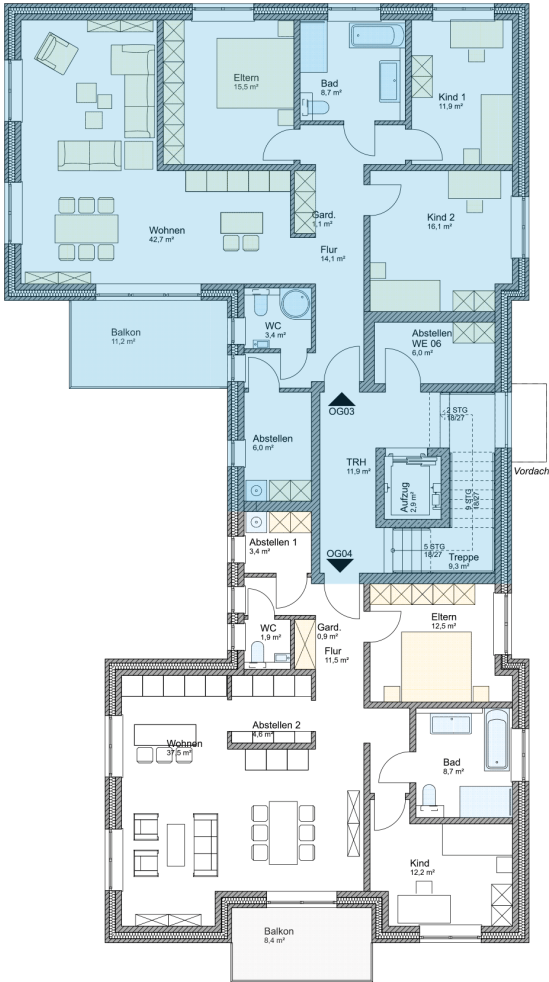 Eltern
15,5 m²
Bad
8,7 m²
Kind 1
11,9 m²
Wohnen
42,7 m²
Gard.
1,1 m²
Flur
14,1 m²
Kind 2
16,1 m²
Balkon
11,2 m²
WC
3,4 m²
Abstellen
WE 06
6,0 m²
OG03
2 STG
18/27
Abstellen
6,0 m²
TRH
11,9 m²
Aufzug
2,9 m²
9 STG
18/27
Vordach
Abstellen 1
3,4 m²
OG04
5 STG
18/27
Treppe
9,3 m²
WC
1,9 m²
Gard.
0,9 m²
Flur
11,5 m²
Eltern
12,5 m²
Wohnen
37,5 m²
Abstellen 2
4,6 m²
Bad
8,7 m²
Kind
12,2 m²
Balkon
8,4 m²